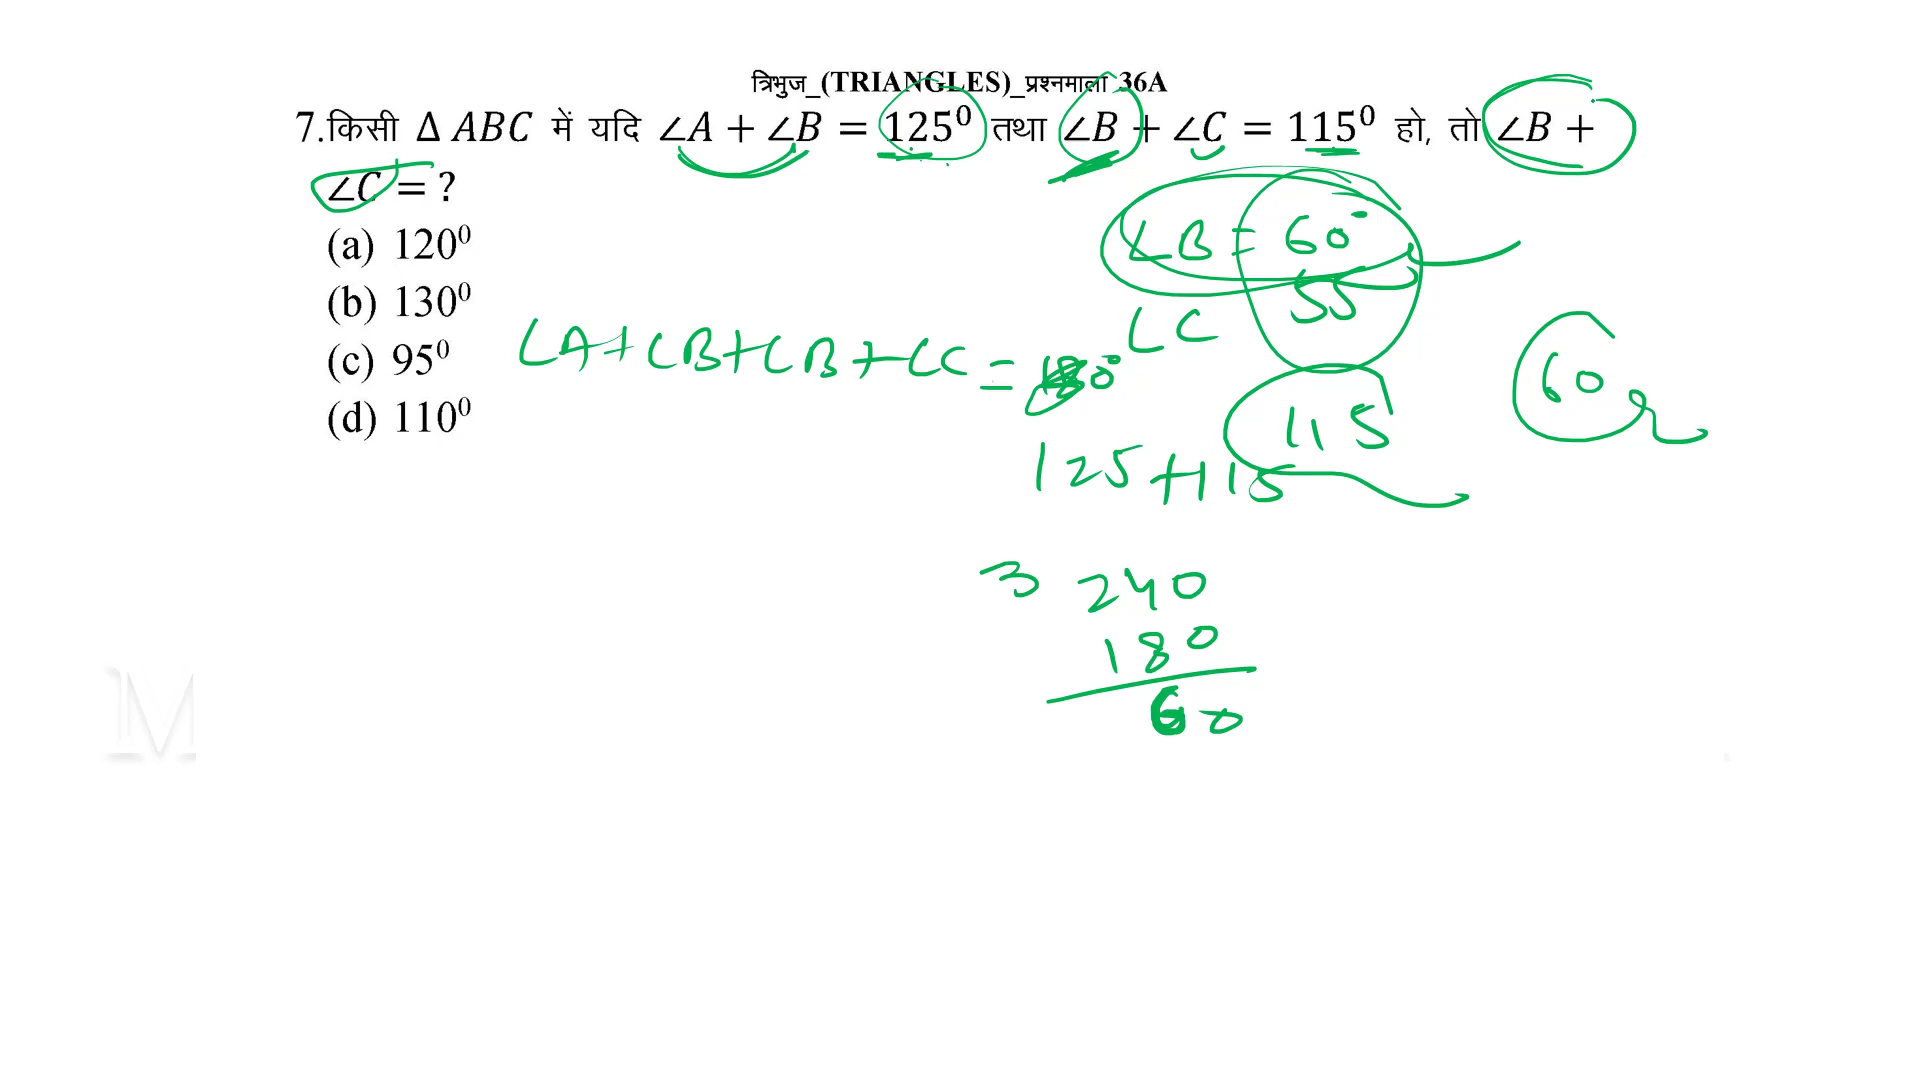 त्रिभुज_(TRIANGLES)_प्रश्नमाला 36A
7.किसी Δ ABC में यदि ∠A + ∠B = 125⁰ तथा ∠B + ∠C = 115⁰ हो, तो ∠B +
∠C = ?
(a) 120⁰
(b) 130⁰
(c) 95⁰
(d) 110⁰
∠B = 60°
∠C 55
∠A+∠B+∠B+∠C = 180°
115
60
125+115
240
180
60
M